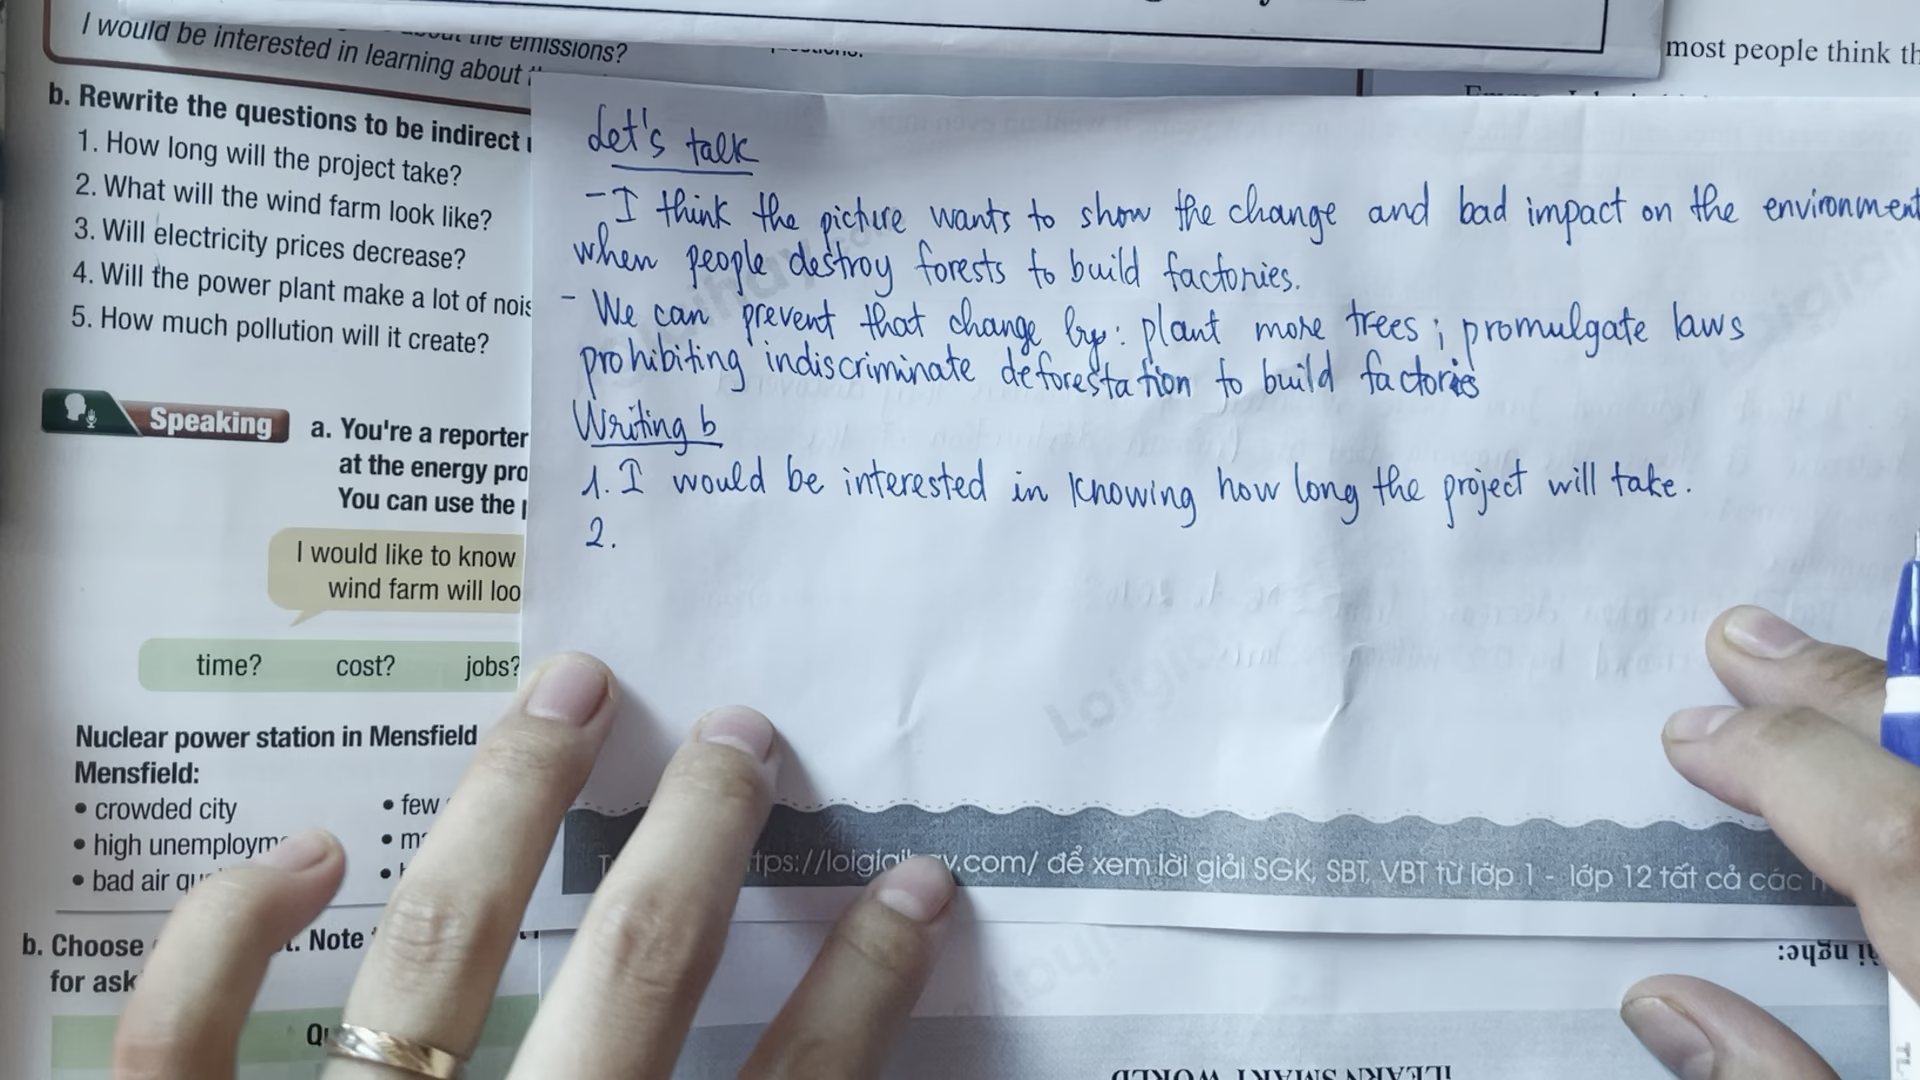 I would be interested in learning about
the emissions?
most people think
b. Rewrite the questions to be indirect
1. How long will the project take?
2. What will the wind farm look like?
3. Will electricity prices decrease?
4. Will the power plant make a lot of
5. How much pollution will it create?
Speaking
a. You're a reporter
at the energy
You can use the
I would like to know
wind farm will
time? cost? jobs?
Nuclear power station in Mensfield
Mensfield:
• crowded city
• high
• bad air
• few
b. Choose
Note
for
Let's talk
- I think the picture wants to show the change and bad impact on the environment
when people destroy forests to build factories.
- We can prevent that change by: plant more trees; promulgate laws
prohibiting indiscriminate deforestation to build factories
Writing b
1. I would be interested in knowing how long the project will take.
2.
.com/ để xem lời giải SGK, SBT, VBT từ lớp 1 - lớp 12 tất cả các
nghe:
iLEARN SMART WORLD